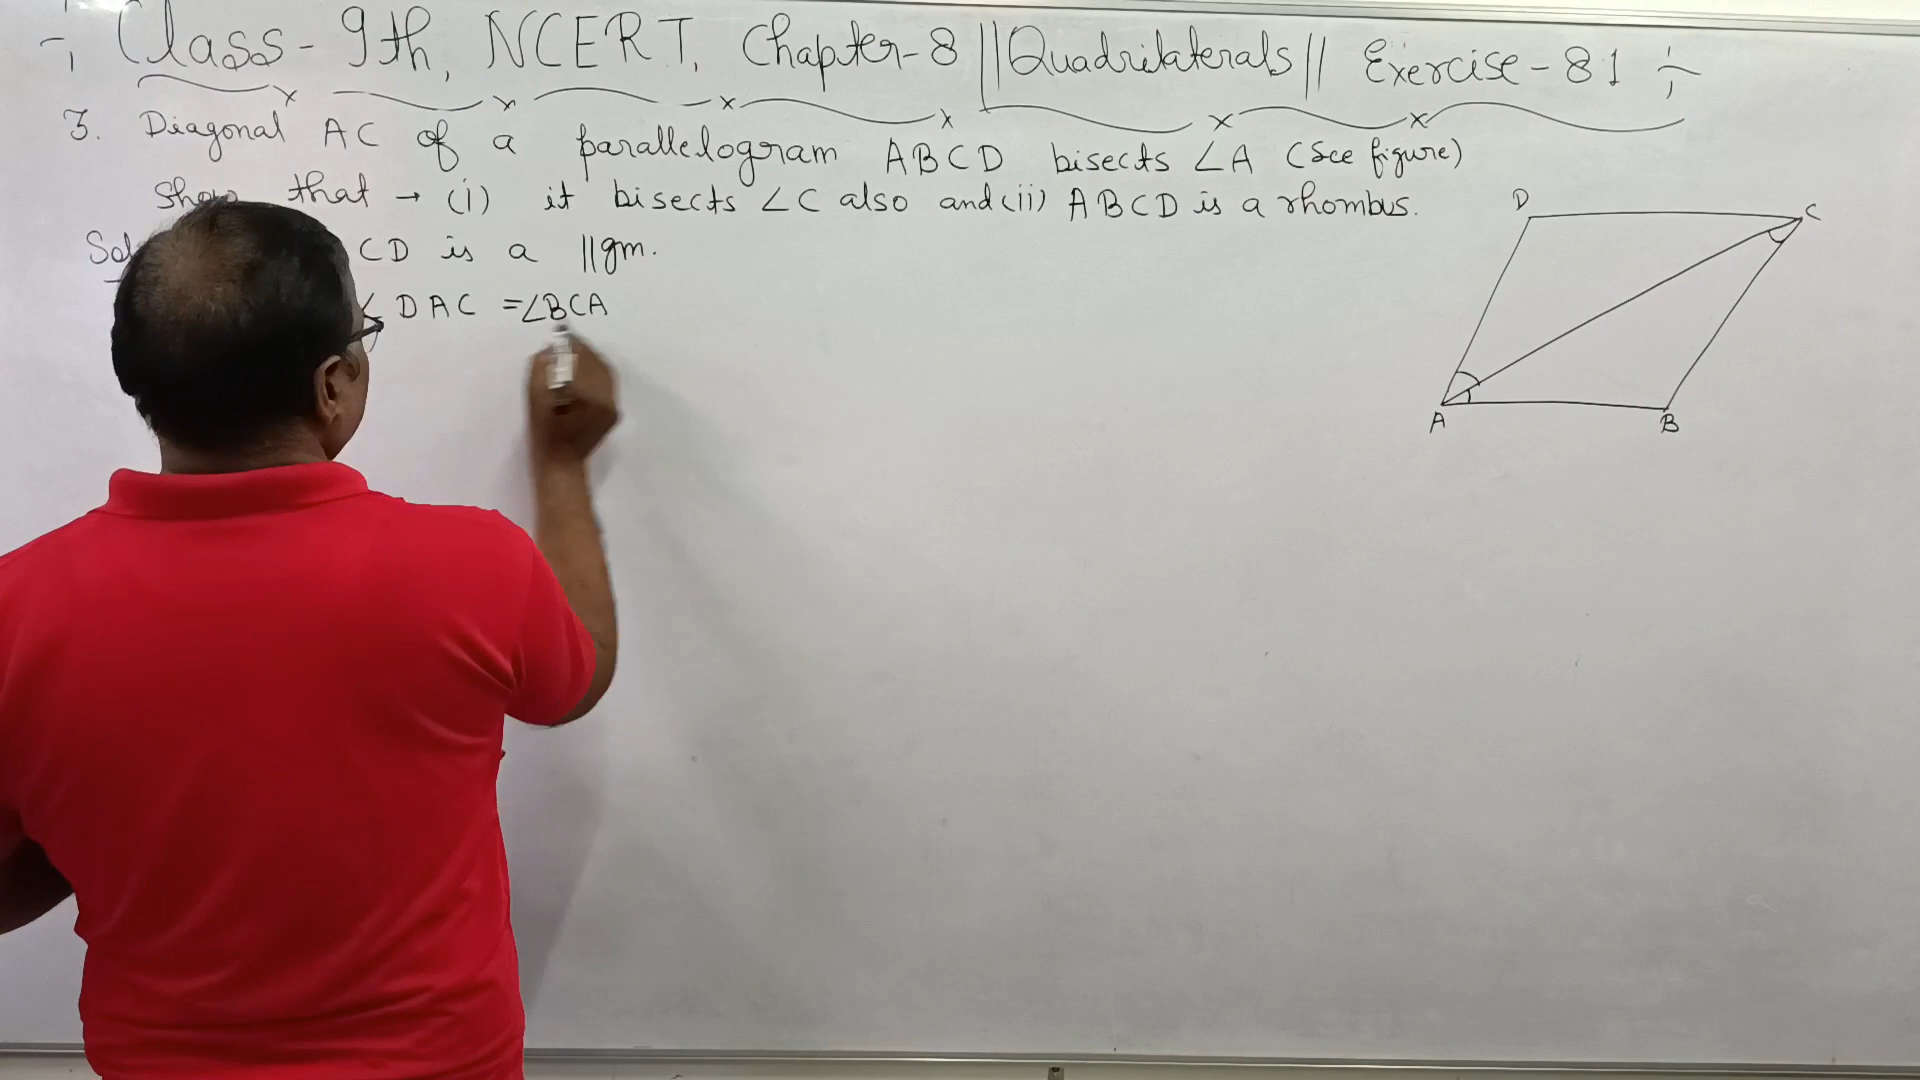 Class-9th, NCERT, Chapter-8 ||Quadrilaterals|| Exercise-8.1
3. Diagonal AC of a parallelogram ABCD bisects ∠A (See figure)
Show that → (i) it bisects ∠C also and (ii) ABCD is a rhombus.
CD is a ||gm.
∠DAC = ∠BCA
D
C
A
B